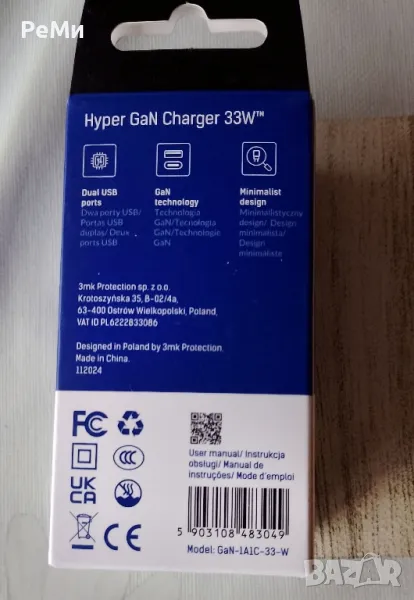 РеМи
Hyper GaN Charger 33W™
Dual USB
ports
Dwa porty USB/
Portas USB
duplas/ Deux
ports USB
GaN
technology
Technologia
GaN/Tecnologia
GaN/Technologie
GaN
Minimalist
design
Minimalistyczny
design/ Design
minimalista/
Design
minimaliste
3mk Protection sp. z o.o.
Krotoszyńska 35, B-02/4a,
63-400 Ostrów Wielkopolski, Poland,
VAT ID PL6222833086
Designed in Poland by 3mk Protection.
Made in China.
112024
FC
CCC
UK
CA
CE
User manual/ Instrukcja
obsługi/ Manual de
instruções/ Mode d'emploi
5 903108 483049
Model: GaN-1A1C-33-W
bazar